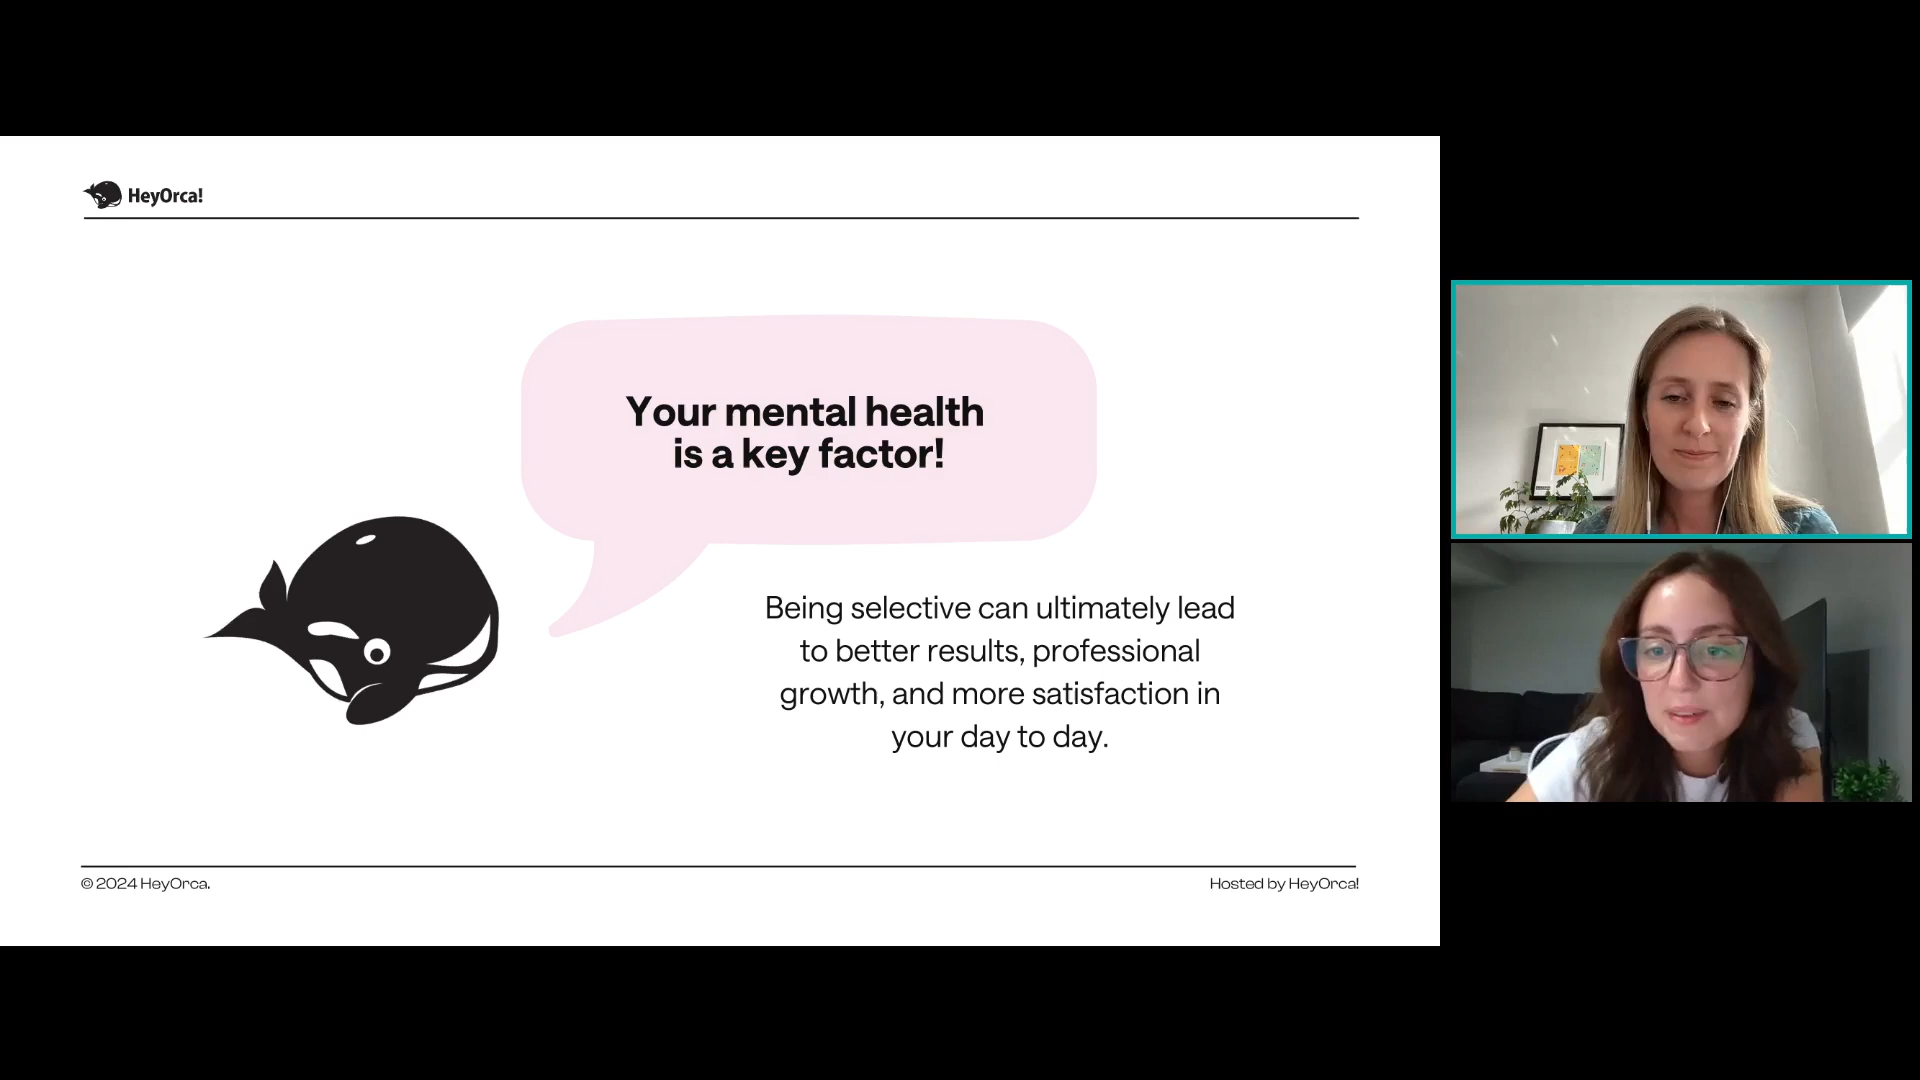 HeyOrca!
Your mental health
is a key factor!
Being selective can ultimately lead
to better results, professional
growth, and more satisfaction in
your day to day.
© 2024 HeyOrca.
Hosted by HeyOrca!